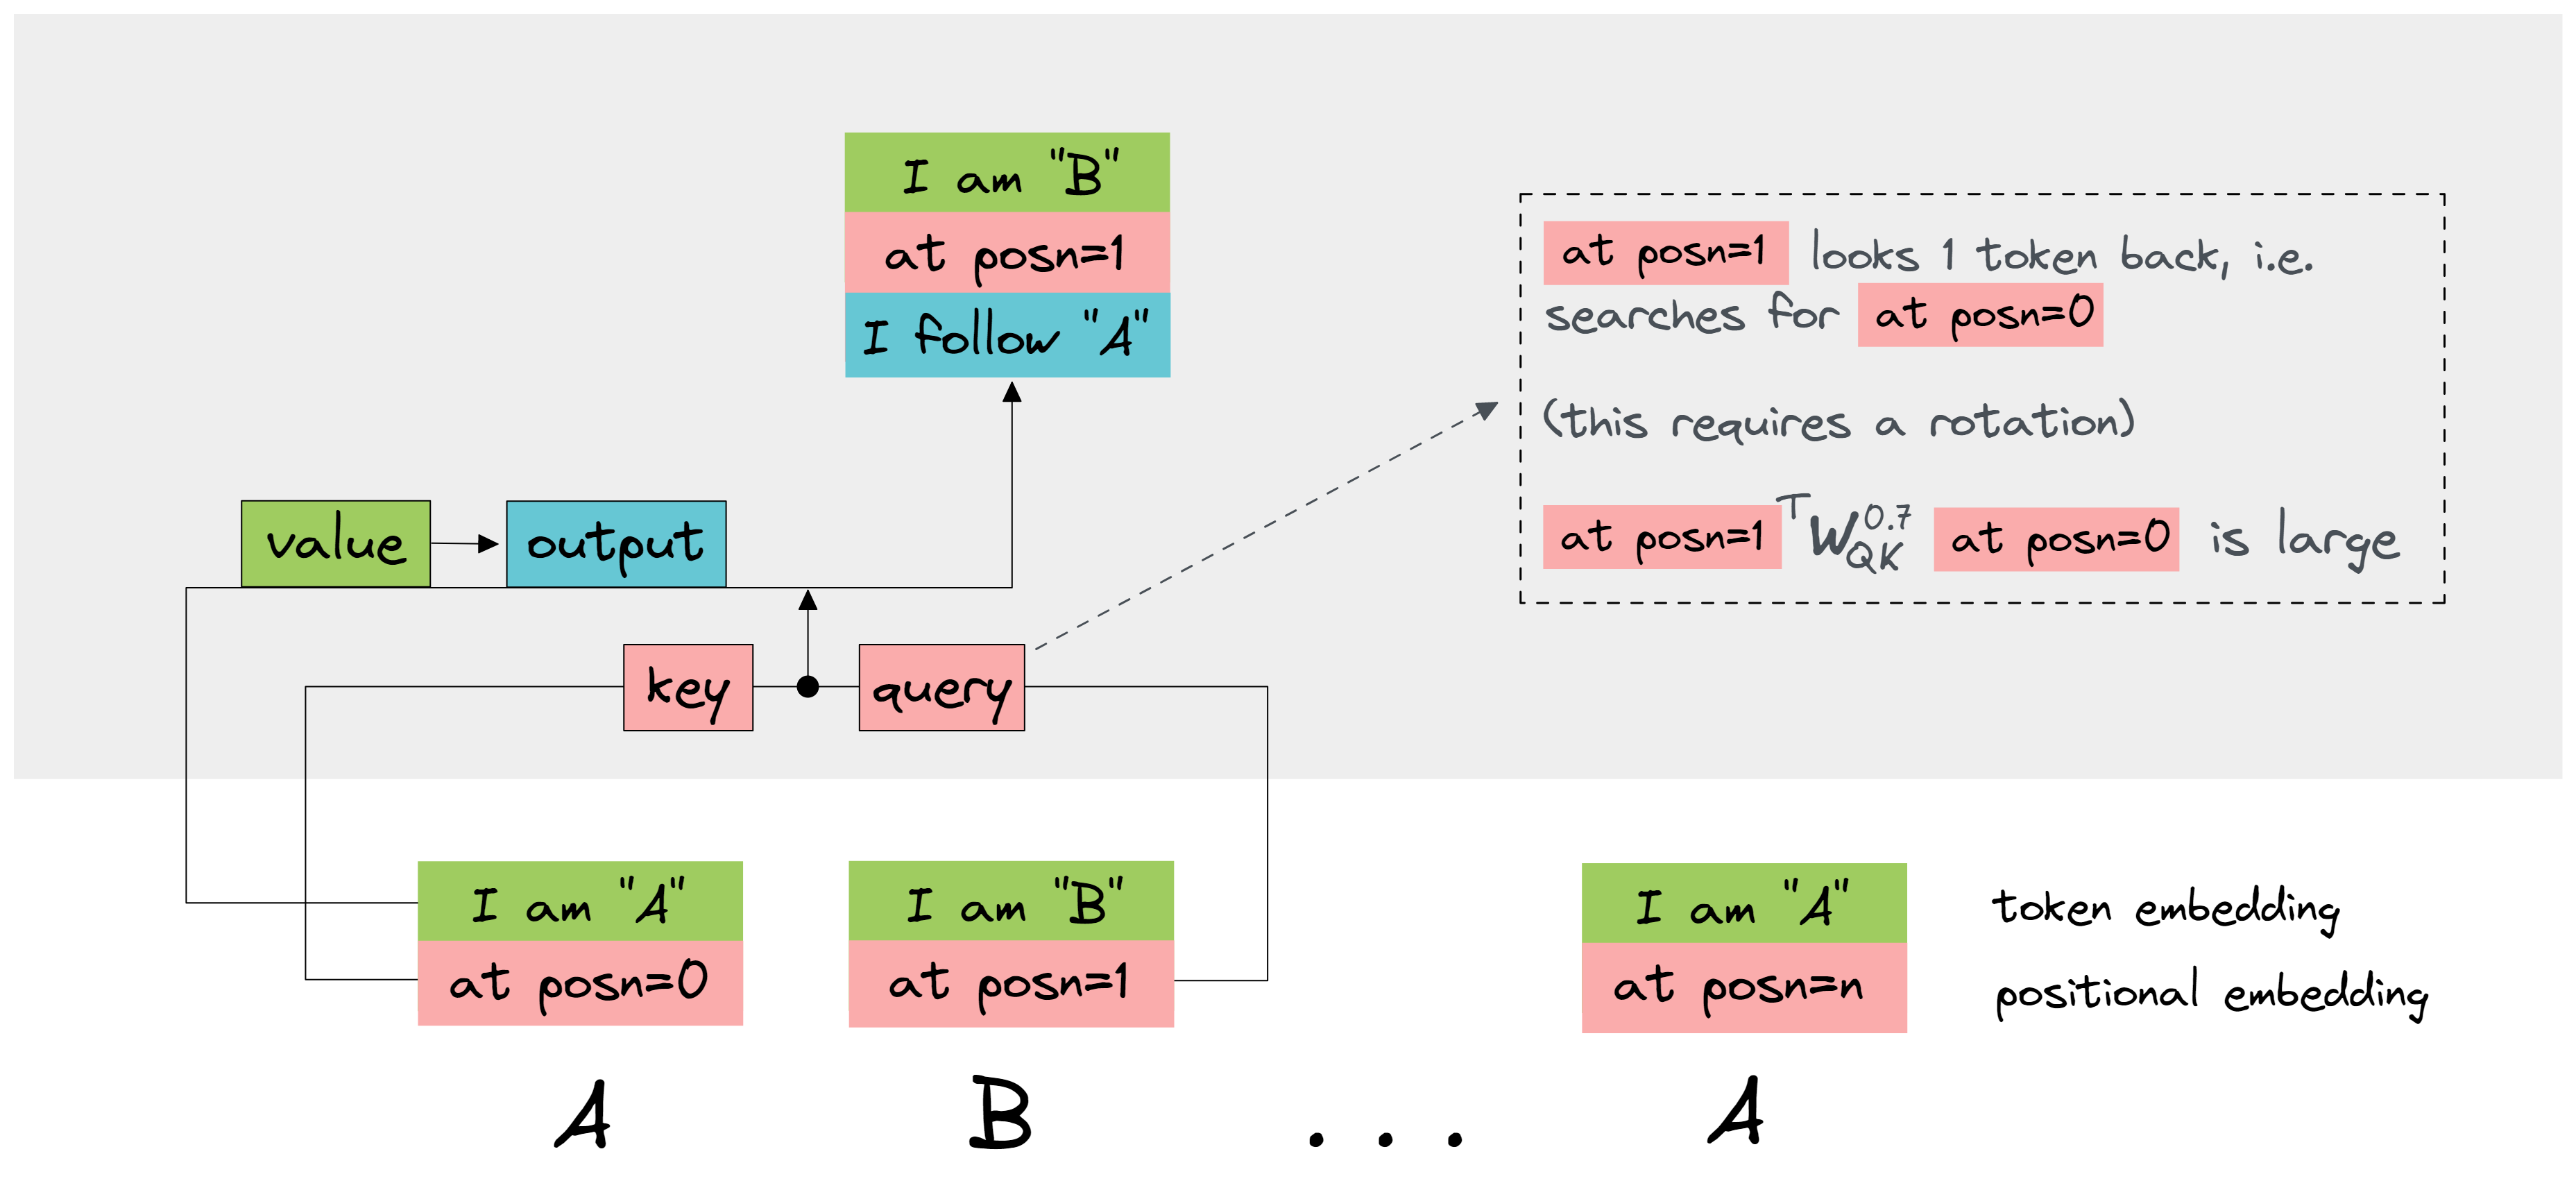 I am "B"
at posn=1
I follow "A"
at posn=1 looks 1 token back, i.e.
searches for at posn=0
(this requires a rotation)
at posn=1 T W QK 0.7 at posn=0 is large
value
output
key
query
I am "A"
at posn=0
I am "B"
at posn=1
I am "A"
at posn=n
token embedding
positional embedding
A B . . . A